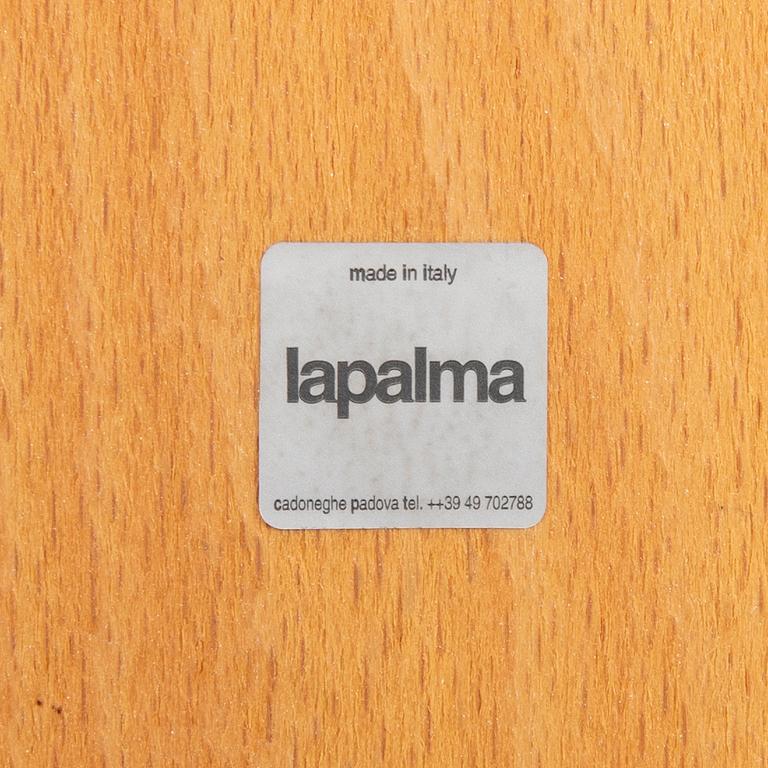 made in italy
lapalma
cadoneghe padova tel. ++39 49 702788